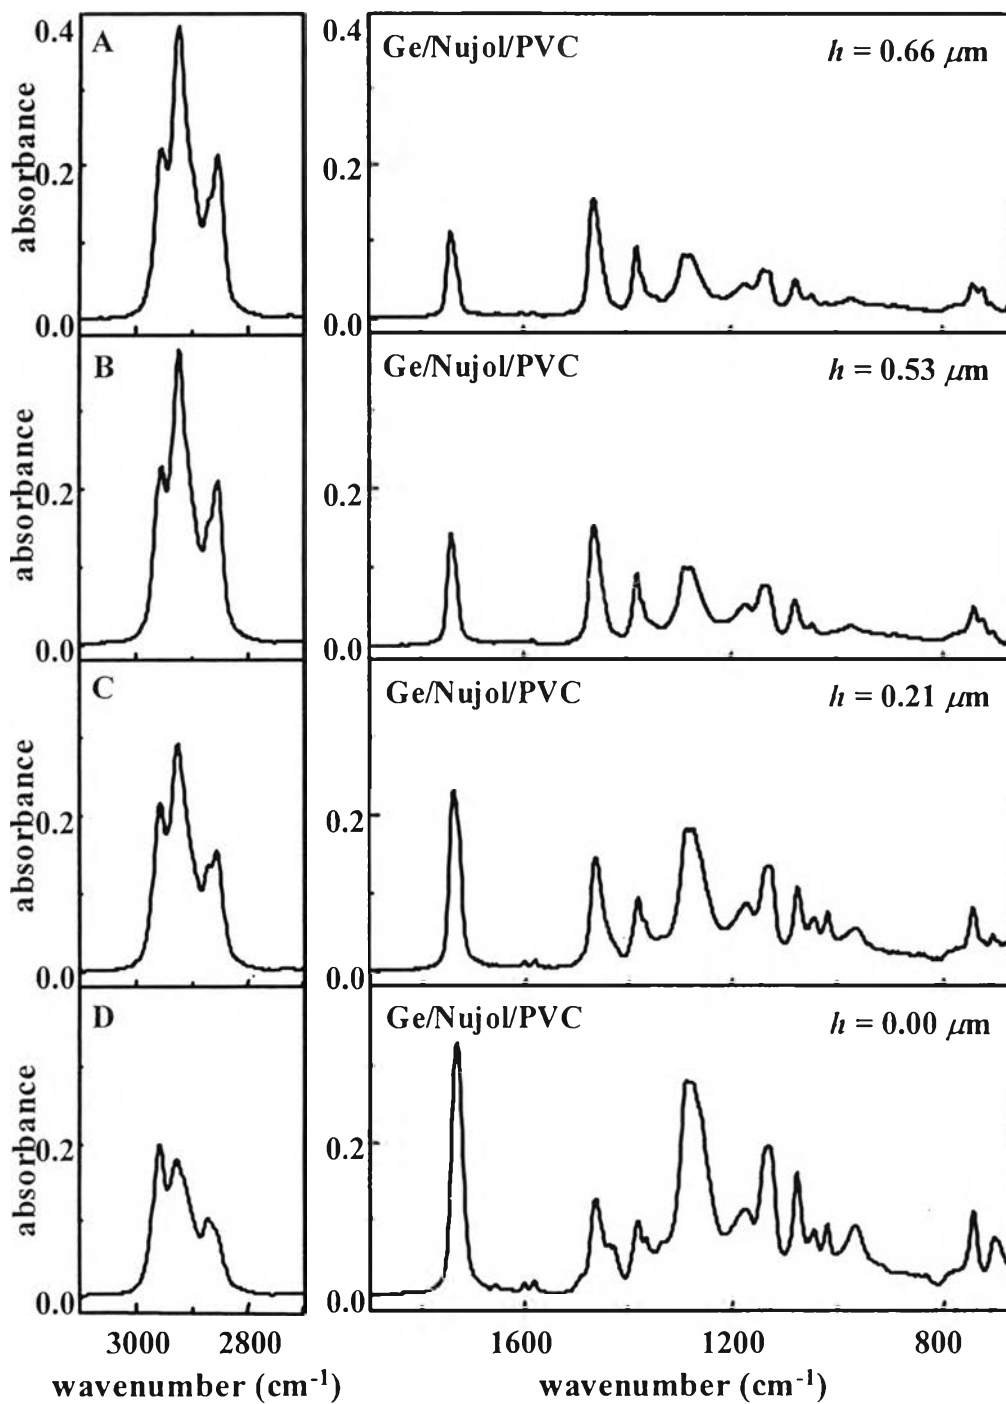 A
Ge/Nujol/PVC
h = 0.66 μm
0.4
0.2
0.0
absorbance
0.4
0.2
0.0
B
Ge/Nujol/PVC
h = 0.53 μm
0.2
0.0
absorbance
0.2
0.0
C
Ge/Nujol/PVC
h = 0.21 μm
0.2
0.0
absorbance
0.2
0.0
D
Ge/Nujol/PVC
h = 0.00 μm
0.2
0.0
absorbance
0.2
0.0
3000 2800
1600 1200 800
wavenumber (cm⁻¹)
wavenumber (cm⁻¹)